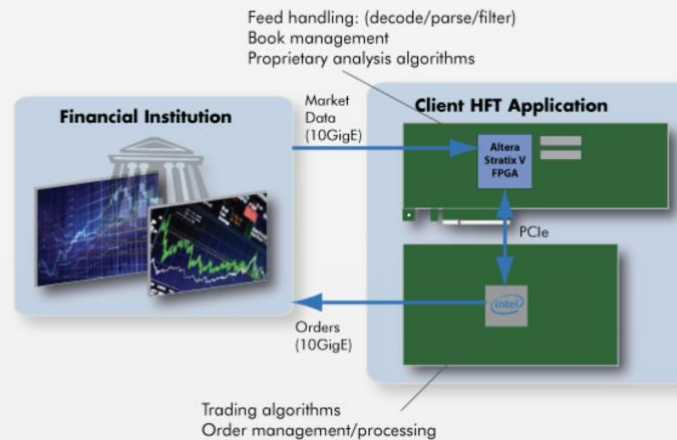 Feed handling: (decode/parse/filter)
Book management
Proprietary analysis algorithms
Financial Institution
Market
Data
(10GigE)
Client HFT Application
Altera
Stratix V
FPGA
PCIe
intel
Orders
(10GigE)
Trading algorithms
Order management/processing